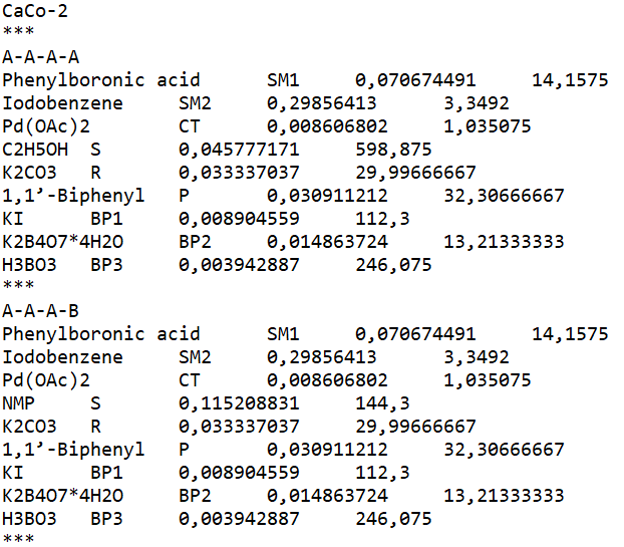 CaCo-2
***
A-A-A-A
Phenylboronic acid	SM1	0,070674491	14,1575
Iodobenzene	SM2	0,29856413	3,3492
Pd(OAc)2	CT	0,008606802	1,035075
C2H5OH	S	0,045777171	598,875
K2CO3	R	0,033337037	29,99666667
1,1’-Biphenyl	P	0,030911212	32,30666667
KI	BP1	0,008904559	112,3
K2B4O7*4H2O	BP2	0,014863724	13,21333333
H3BO3	BP3	0,003942887	246,075
***
A-A-A-B
Phenylboronic acid	SM1	0,070674491	14,1575
Iodobenzene	SM2	0,29856413	3,3492
Pd(OAc)2	CT	0,008606802	1,035075
NMP	S	0,115208831	144,3
K2CO3	R	0,033337037	29,99666667
1,1’-Biphenyl	P	0,030911212	32,30666667
KI	BP1	0,008904559	112,3
K2B4O7*4H2O	BP2	0,014863724	13,21333333
H3BO3	BP3	0,003942887	246,075
***